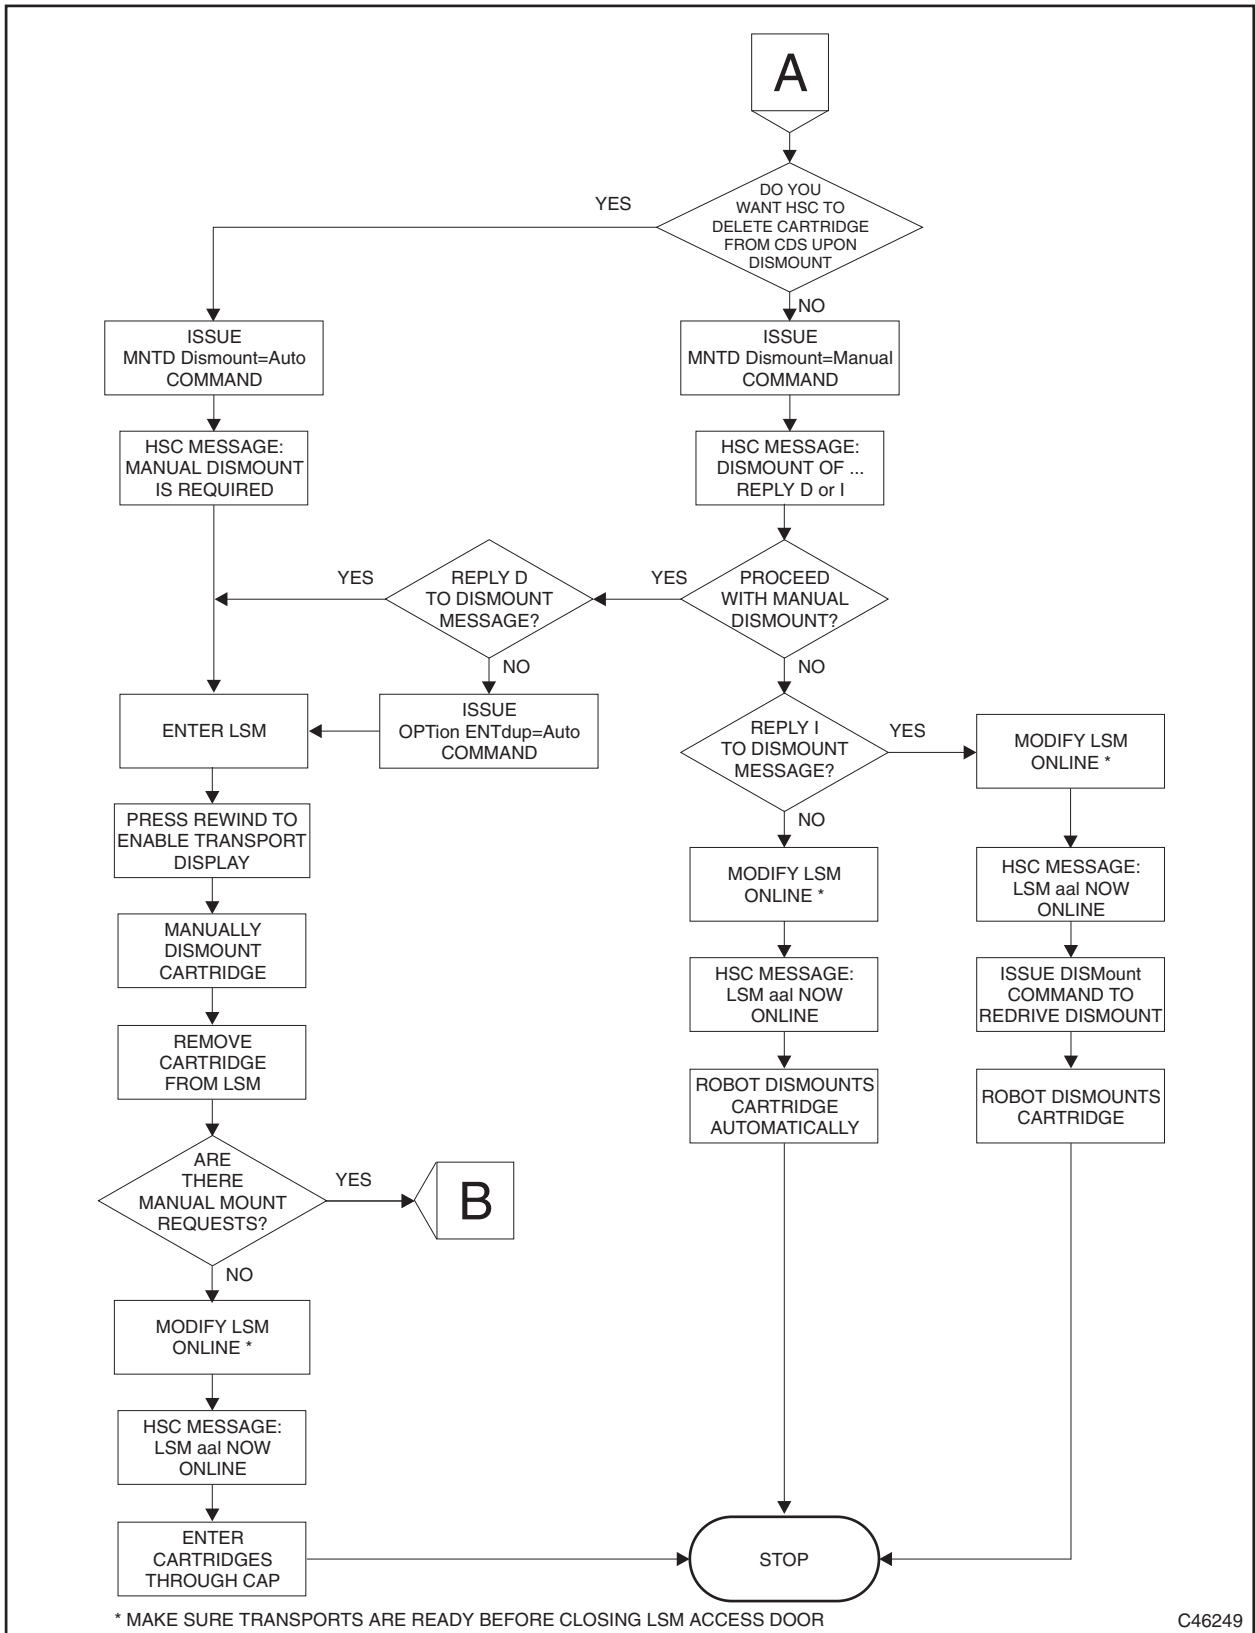 A
DO YOU
WANT HSC TO
DELETE CARTRIDGE
FROM CDS UPON
DISMOUNT
YES
NO
ISSUE
MNTD Dismount=Auto
COMMAND
ISSUE
MNTD Dismount=Manual
COMMAND
HSC MESSAGE:
MANUAL DISMOUNT
IS REQUIRED
HSC MESSAGE:
DISMOUNT OF ...
REPLY D or I
YES
REPLY D
TO DISMOUNT
MESSAGE?
YES
PROCEED
WITH MANUAL
DISMOUNT?
NO
NO
ENTER LSM
ISSUE
OPTion ENTdup=Auto
COMMAND
REPLY I
TO DISMOUNT
MESSAGE?
YES
MODIFY LSM
ONLINE *
NO
PRESS REWIND TO
ENABLE TRANSPORT
DISPLAY
MODIFY LSM
ONLINE *
HSC MESSAGE:
LSM aal NOW
ONLINE
MANUALLY
DISMOUNT
CARTRIDGE
HSC MESSAGE:
LSM aal NOW
ONLINE
ISSUE DISMount
COMMAND TO
REDRIVE DISMOUNT
REMOVE
CARTRIDGE
FROM LSM
ROBOT DISMOUNTS
CARTRIDGE
AUTOMATICALLY
ROBOT DISMOUNTS
CARTRIDGE
ARE
THERE
MANUAL MOUNT
REQUESTS?
YES
B
NO
MODIFY LSM
ONLINE *
HSC MESSAGE:
LSM aal NOW
ONLINE
ENTER
CARTRIDGES
THROUGH CAP
STOP
* MAKE SURE TRANSPORTS ARE READY BEFORE CLOSING LSM ACCESS DOOR
C46249